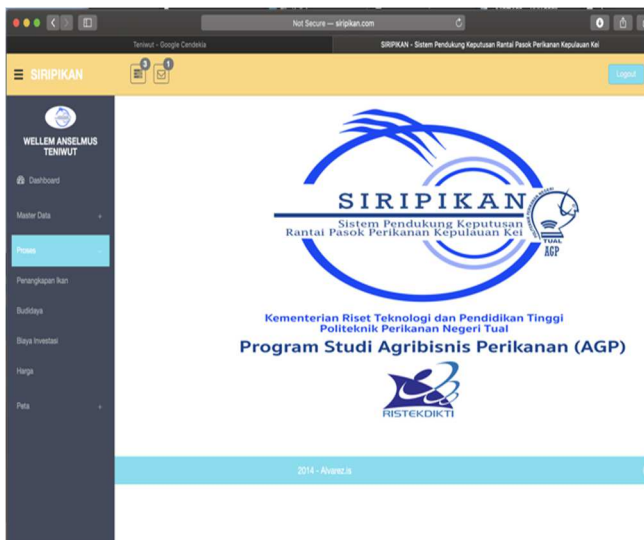 Not Secure — siripikan.com
Teniwut - Google Cendekia
SIRIPIKAN - Sistem Pendukung Keputusan Rantai Pasok Perikanan Kepulauan Kei
SIRIPIKAN
3
1
Logout
WELLEM ANSELMUS
TENIWUT
Dashboard
Master Data +
Proses -
Penangkapan Ikan
Budidaya
Biaya Investasi
Harga
Peta +
SIRIPIKAN
Sistem Pendukung Keputusan
Rantai Pasok Perikanan Kepulauan Kei
TUAL
AGP
Kementerian Riset Teknologi dan Pendidikan Tinggi
Politeknik Perikanan Negeri Tual
Program Studi Agribisnis Perikanan (AGP)
RISTEKDIKTI
2014 - Alvarez.is